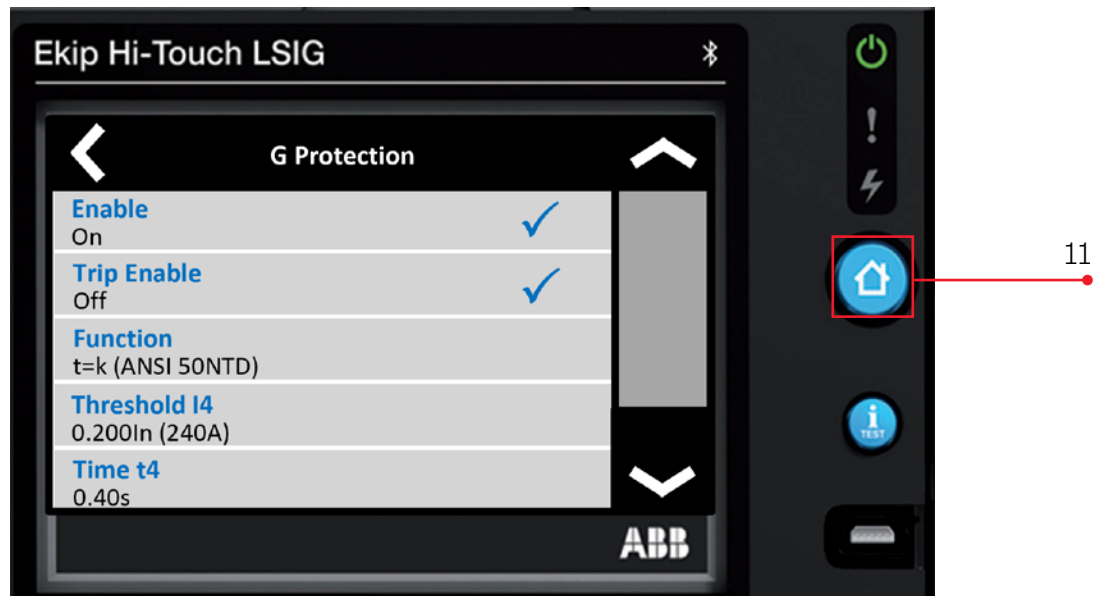 Ekip Hi-Touch LSIG
G Protection
Enable
On
Trip Enable
Off
Function
t=k (ANSI 50NTD)
Threshold I4
0.200In (240A)
Time t4
0.40s
ABB
i
TEST
11